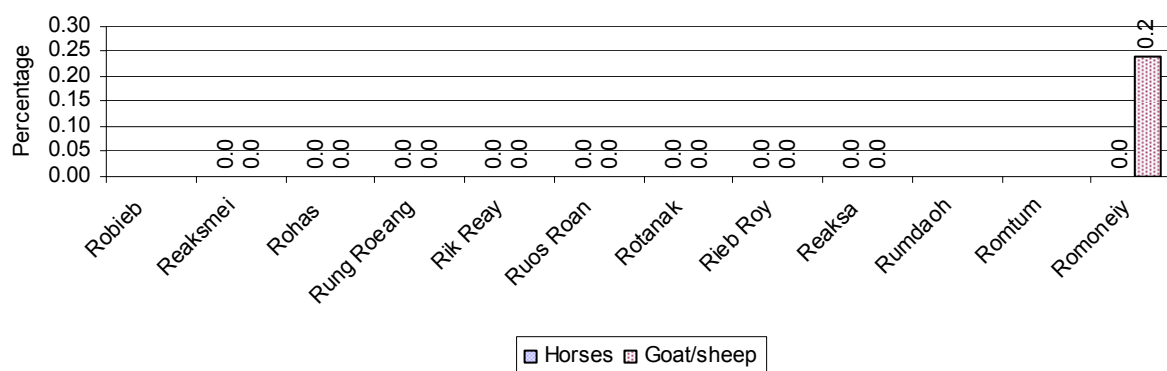 Percentage
0.30
0.25
0.20
0.15
0.10
0.05
0.00
0.0 0.0 0.0 0.0 0.0 0.0 0.0 0.0 0.0 0.0 0.0 0.0 0.0 0.0 0.0 0.0 0.0 0.2
Robieb
Reaksmei
Rohas
Rung Roeang
Rik Reay
Ruos Roan
Rotanak
Rieb Roy
Reaksa
Rumdaoh
Romtum
Romoneiy
Horses Goat/sheep